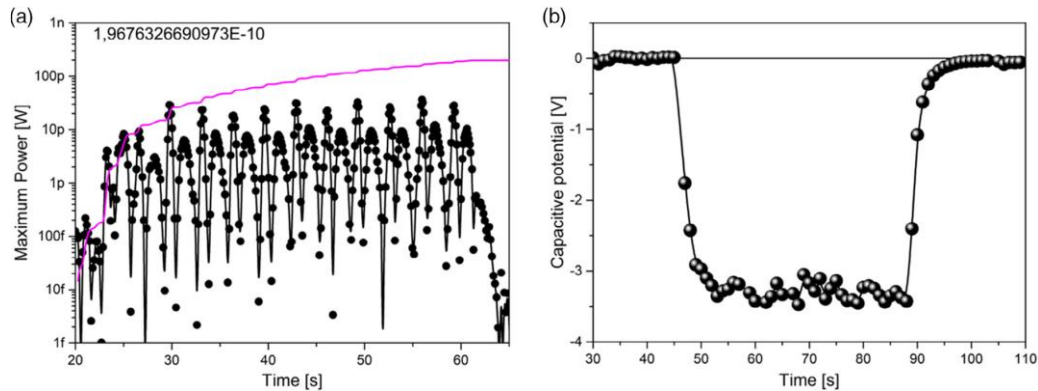 (a)
1,9676326690973E-10
Maximum Power [W]
1n
100p
10p
1p
100f
10f
1f
20 30 40 50 60
Time [s]
(b)
Capacitive potential [V]
0
-1
-2
-3
-4
30 40 50 60 70 80 90 100 110
Time [s]